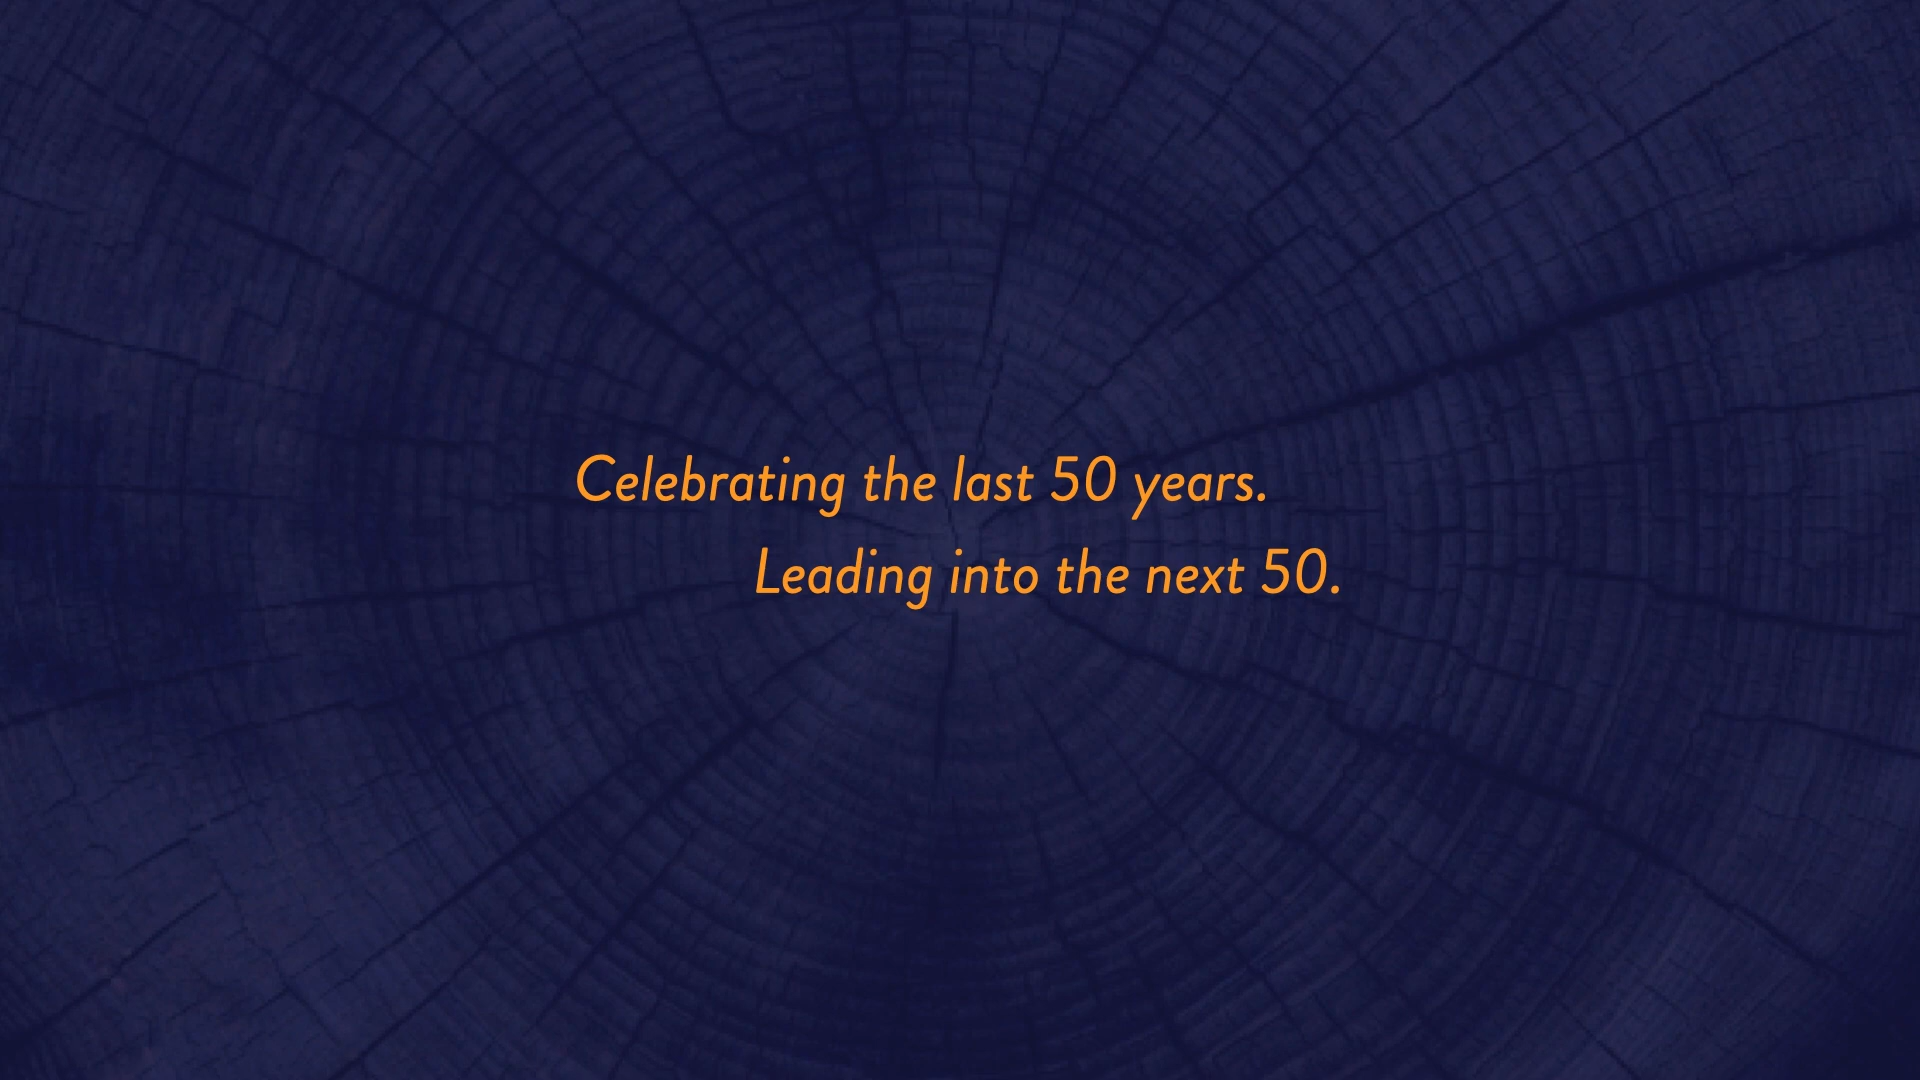 Celebrating the last 50 years.
Leading into the next 50.